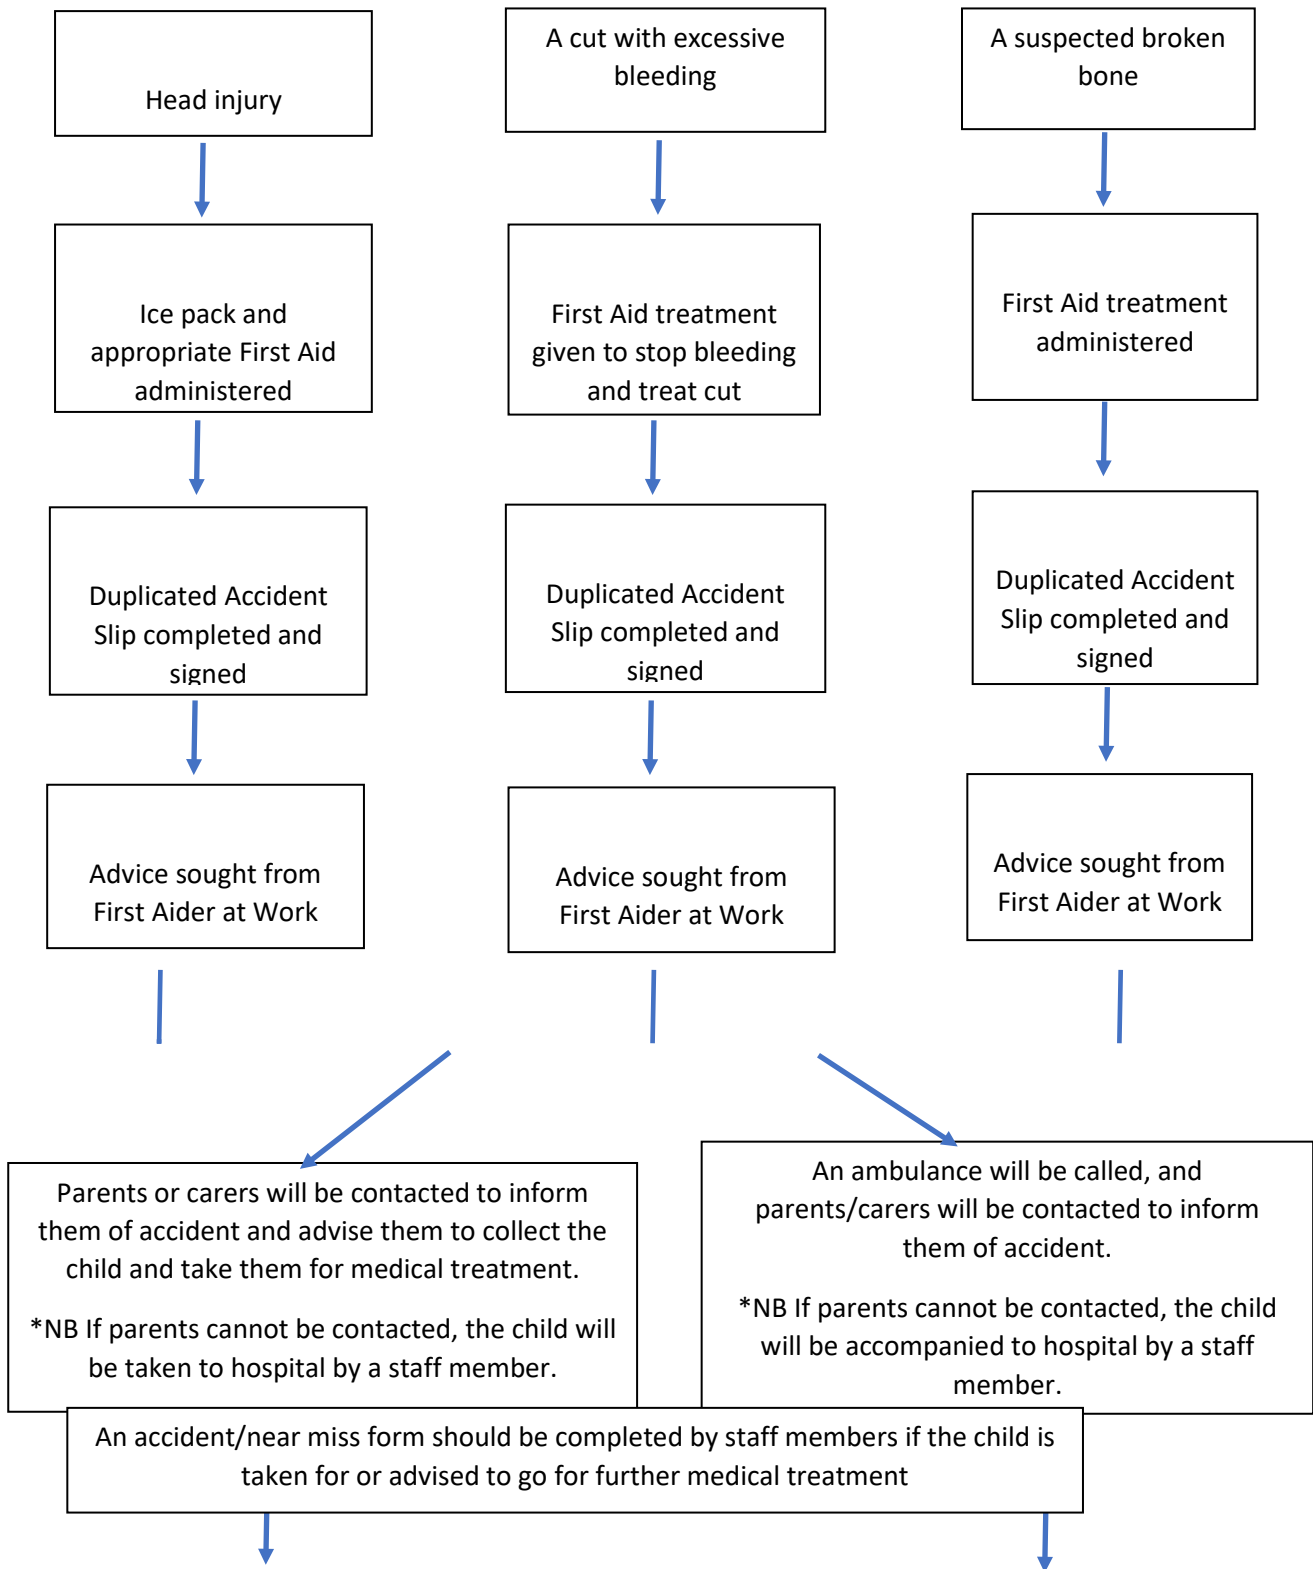 Head injury
A cut with excessive
bleeding
A suspected broken
bone
Ice pack and
appropriate First Aid
administered
First Aid treatment
given to stop bleeding
and treat cut
First Aid treatment
administered
Duplicated Accident
Slip completed and
signed
Duplicated Accident
Slip completed and
signed
Duplicated Accident
Slip completed and
signed
Advice sought from
First Aider at Work
Advice sought from
First Aider at Work
Advice sought from
First Aider at Work
Parents or carers will be contacted to inform
them of accident and advise them to collect the
child and take them for medical treatment.
*NB If parents cannot be contacted, the child will
be taken to hospital by a staff member.
An ambulance will be called, and
parents/carers will be contacted to inform
them of accident.
*NB If parents cannot be contacted, the child
will be accompanied to hospital by a staff
member.
An accident/near miss form should be completed by staff members if the child is
taken for or advised to go for further medical treatment